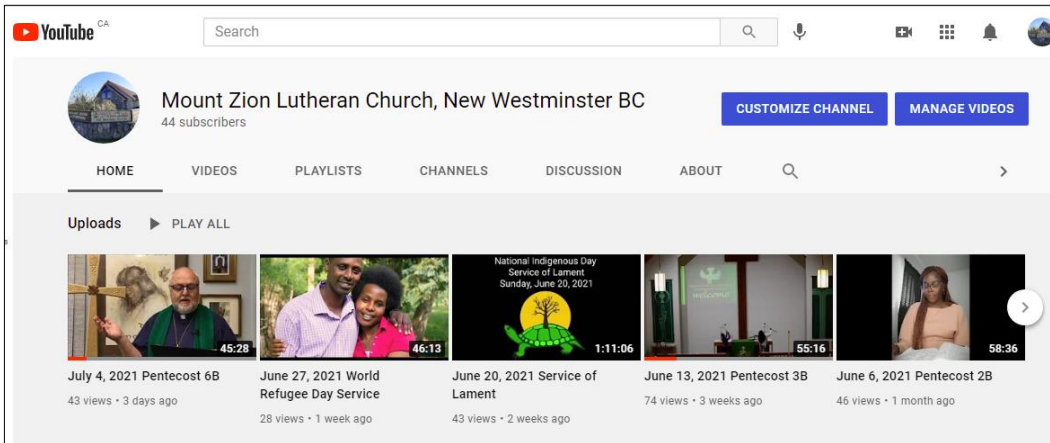 YouTube CA
Search
Mount Zion Lutheran Church, New Westminster BC
44 subscribers
CUSTOMIZE CHANNEL
MANAGE VIDEOS
HOME
VIDEOS
PLAYLISTS
CHANNELS
DISCUSSION
ABOUT
Uploads
PLAY ALL
45:28
46:13
National Indigenous Day
Service of Lament
Sunday, June 20, 2021
1:11:06
welcome
55:16
58:36
July 4, 2021 Pentecost 6B
43 views • 3 days ago
June 27, 2021 World
Refugee Day Service
28 views • 1 week ago
June 20, 2021 Service of
Lament
43 views • 2 weeks ago
June 13, 2021 Pentecost 3B
74 views • 3 weeks ago
June 6, 2021 Pentecost 2B
46 views • 1 month ago